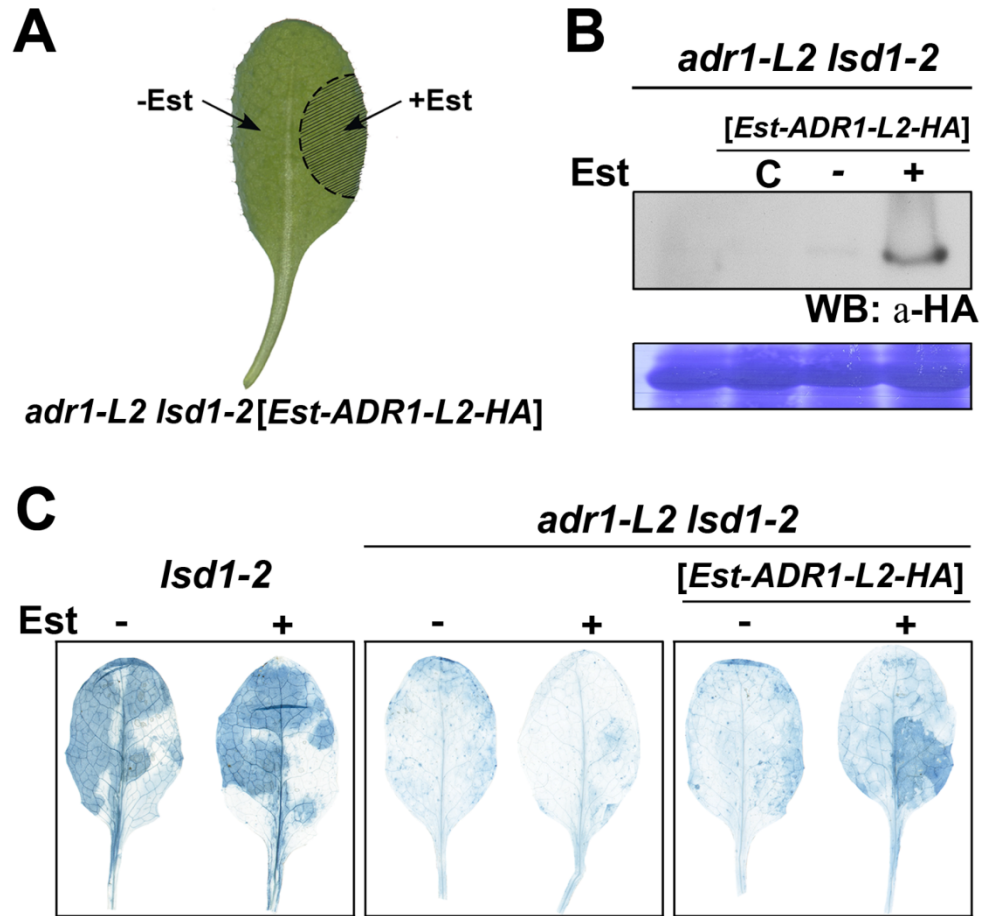 A
-Est
+Est
adr1-L2 lsd1-2[Est-ADR1-L2-HA]
B
adr1-L2 lsd1-2
[Est-ADR1-L2-HA]
Est C - +
WB: a-HA
C
lsd1-2
adr1-L2 lsd1-2
[Est-ADR1-L2-HA]
Est - + - + - +